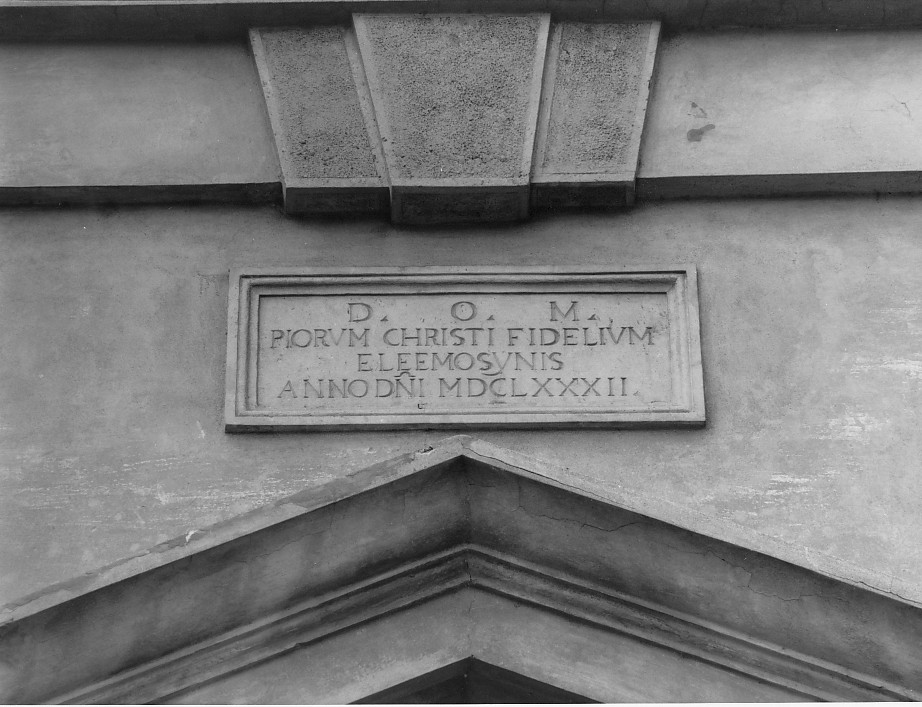 D. O. M.
PIORVM CHRISTI FIDELIVM
ELEEMOSVNIS
ANNO DÑI MDCLXXXII.